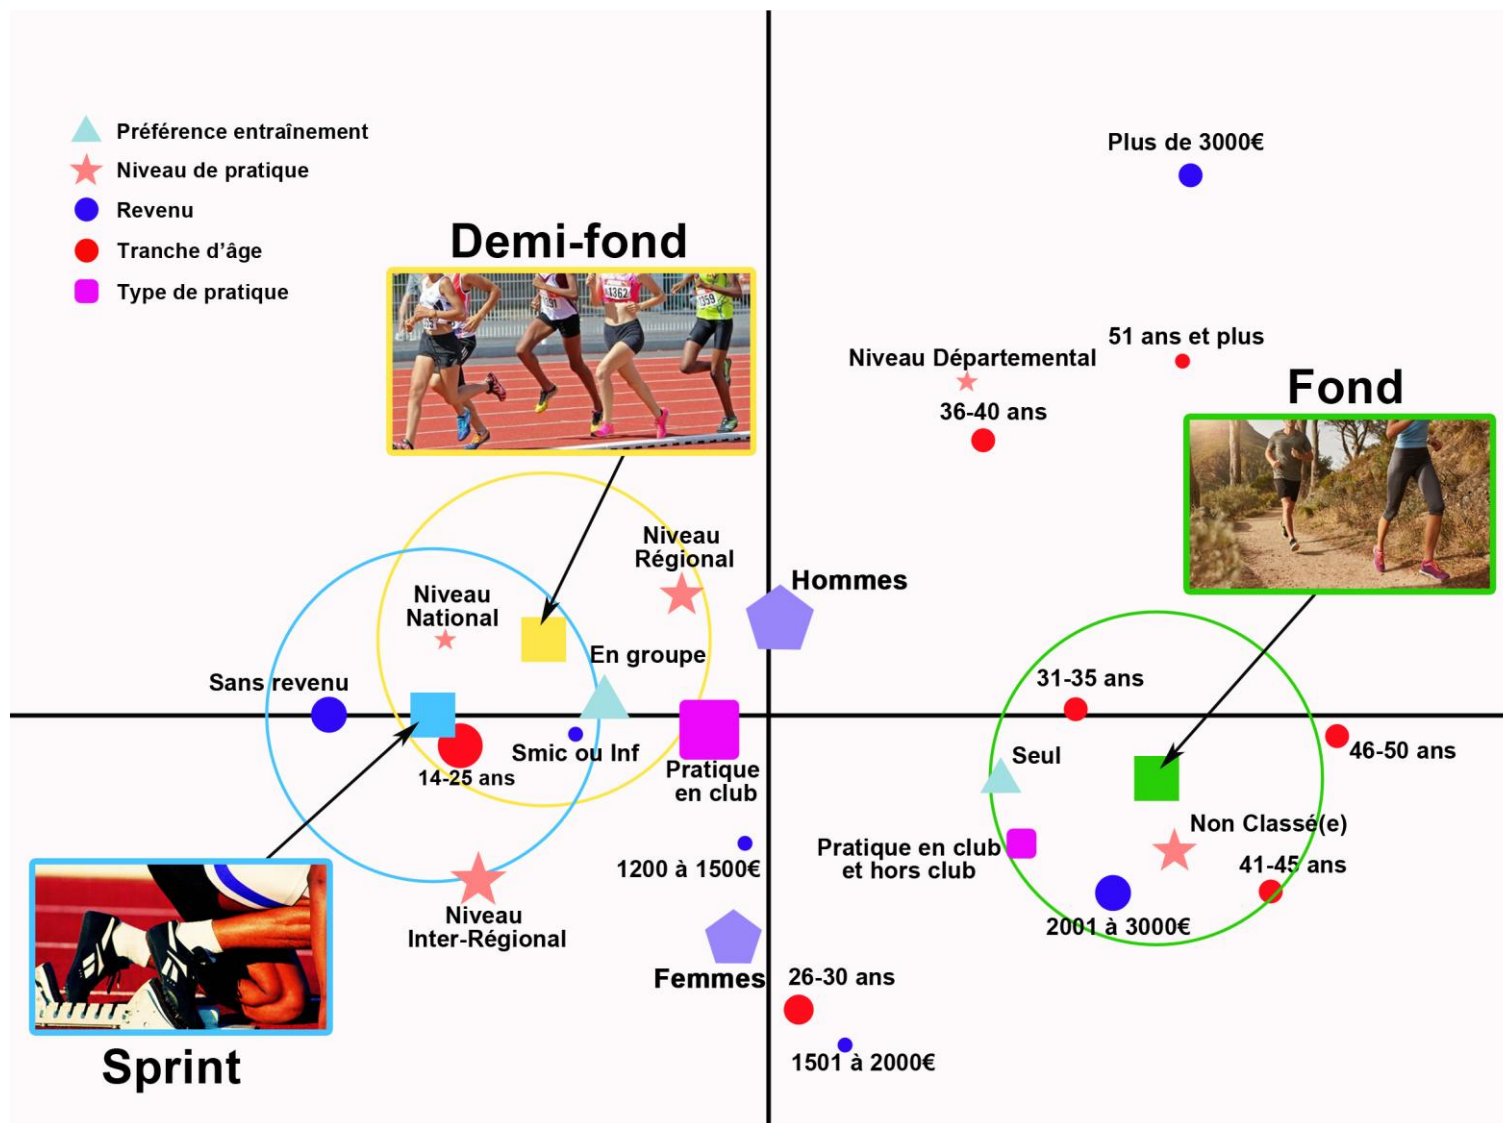 Préférence entraînement
Niveau de pratique
Revenu
Tranche d'âge
Type de pratique
Demi-fond
1362
Plus de 3000€
51 ans et plus
Niveau Départemental
36-40 ans
Fond
Niveau
Régional
Hommes
Niveau
National
En groupe
Sans revenu
31-35 ans
Smic ou Inf
14-25 ans
Pratique
en club
Seul
46-50 ans
Non Classé(e)
Pratique en club
et hors club
41-45 ans
1200 à 1500€
2001 à 3000€
Niveau
Inter-Régional
Femmes
26-30 ans
1501 à 2000€
Sprint